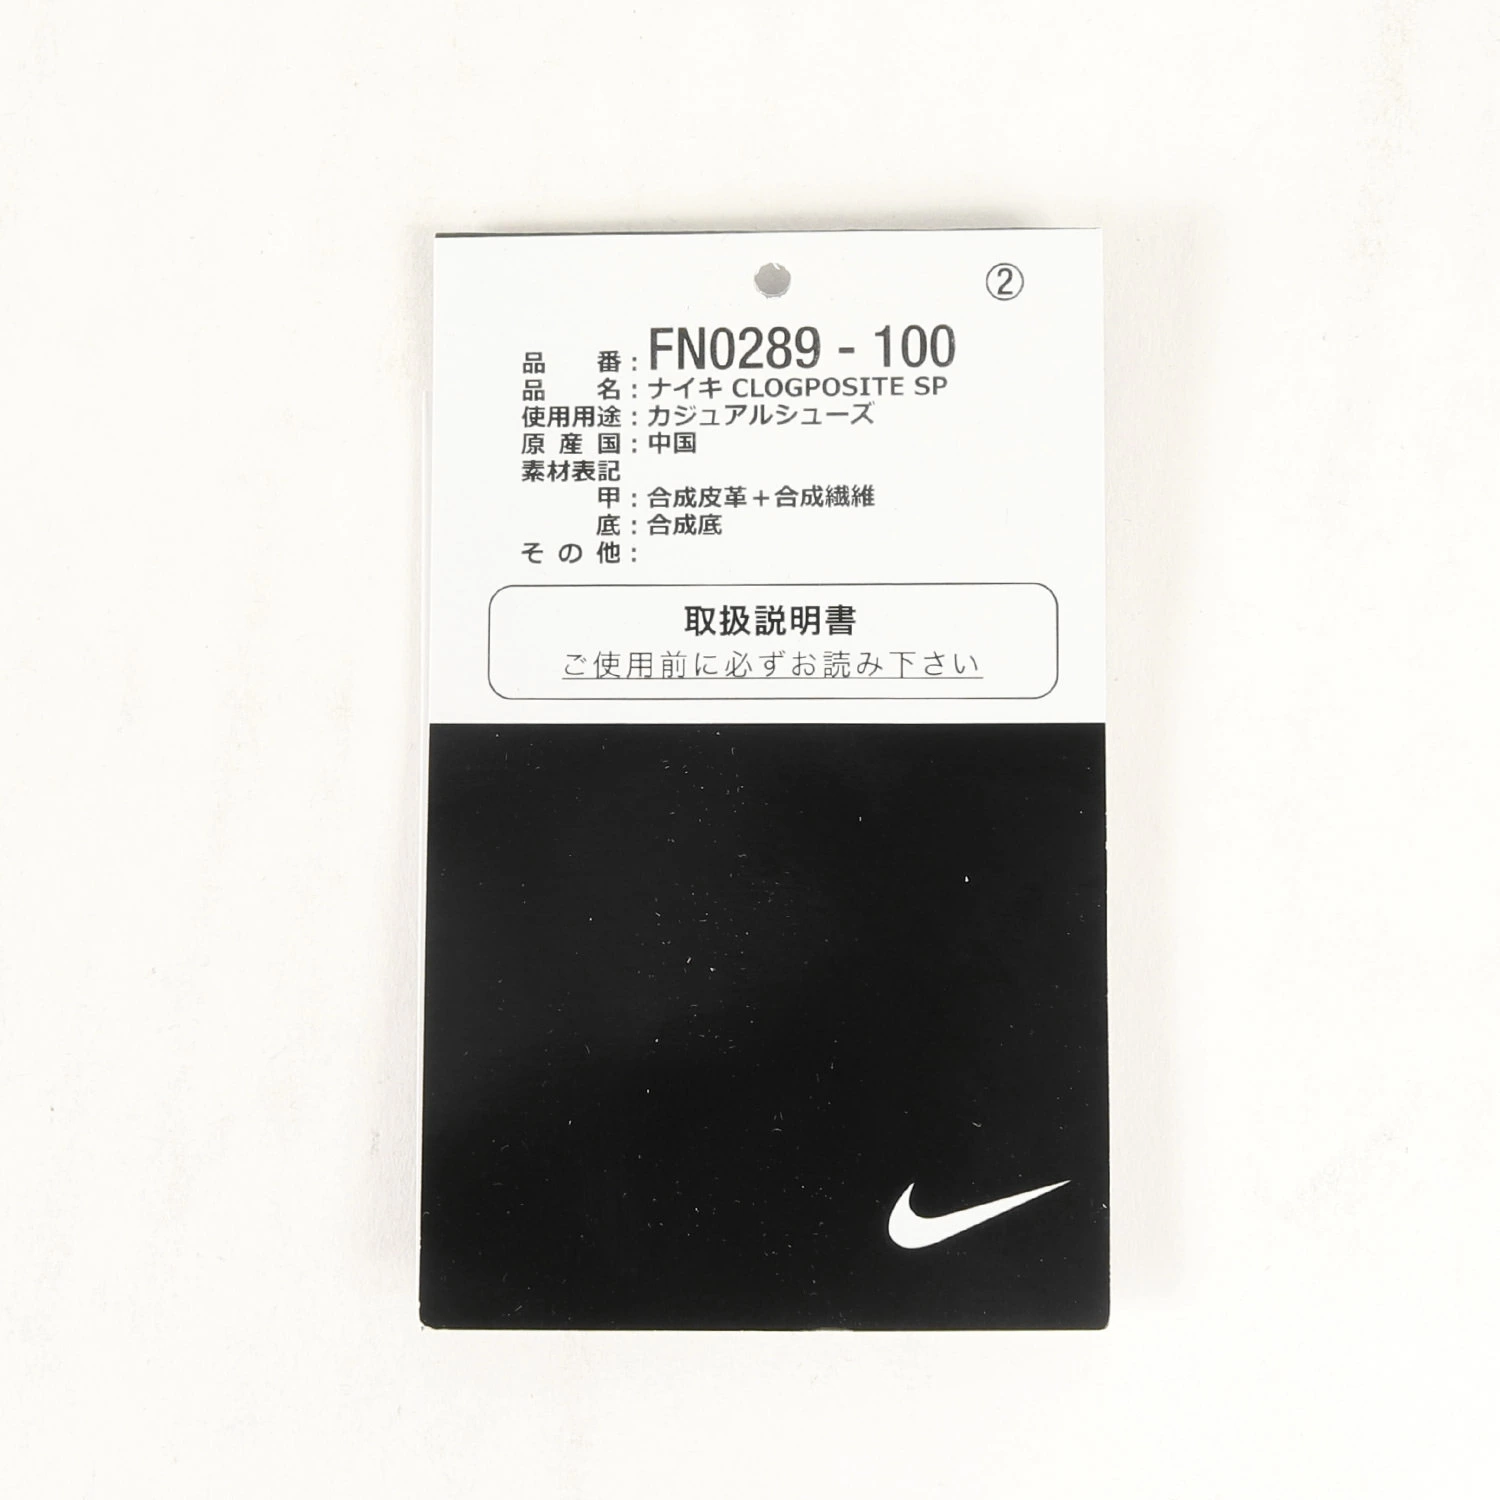 ②
品番：FN0289 - 100
品名：ナイキ CLOGPOSITE SP
使用用途：カジュアルシューズ
原産国：中国
素材表記
甲：合成皮革＋合成繊維
底：合成底
その他：
取扱説明書
ご使用前に必ずお読み下さい